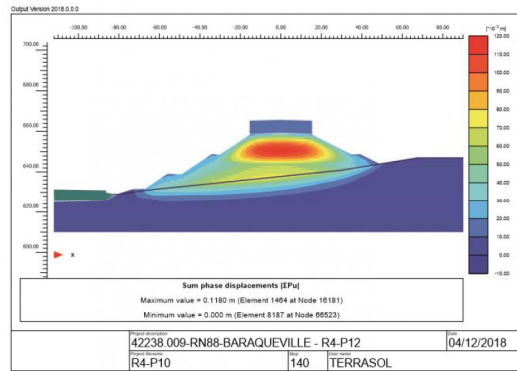 Output Version 2018.0.0.0
-100.00 -80.00 -60.00 -40.00 -20.00 0.00 20.00 40.00 60.00 80.00
[*10⁻³ m]
700.00
680.00
660.00
640.00
620.00
600.00
x
120.00
110.00
100.00
90.00
80.00
70.00
60.00
50.00
40.00
30.00
20.00
10.00
0.00
-10.00
Sum phase displacements |ΣPu|
Maximum value = 0.1180 m (Element 1464 at Node 16181)
Minimum value = 0.000 m (Element 8187 at Node 66523)
Project description
42238.009-RN88-BARAQUEVILLE - R4-P12
Date
04/12/2018
Project filename
R4-P10
Step
140
User name
TERRASOL